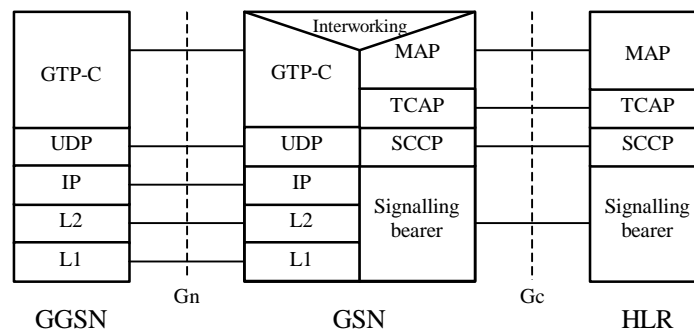 Interworking
GTP-C GTP-C MAP MAP
TCAP TCAP
UDP UDP SCCP SCCP
IP IP
L2 L2 Signalling bearer Signalling bearer
L1 L1
Gn Gc
GGSN GSN HLR